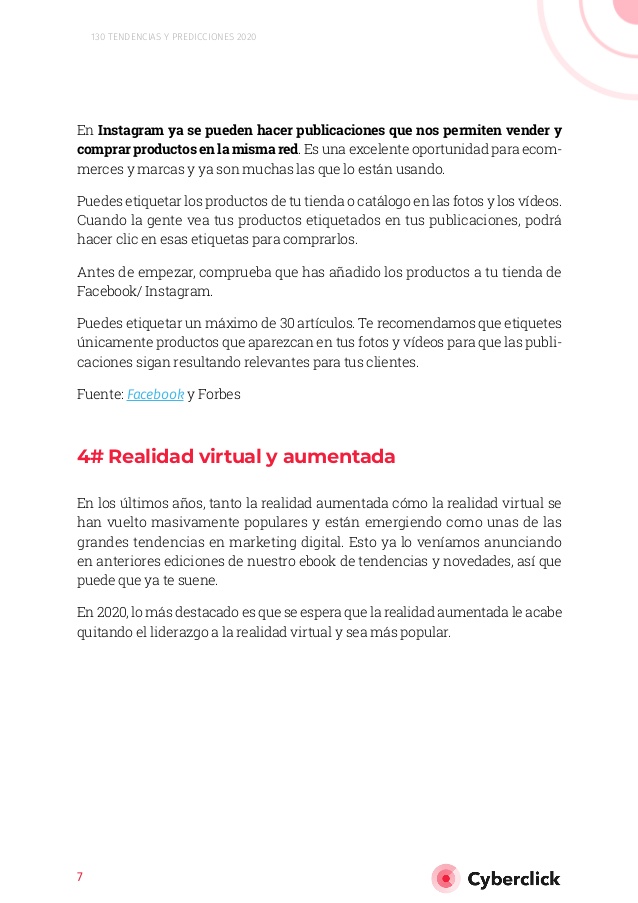 130 TENDENCIAS Y PREDICCIONES 2020
En Instagram ya se pueden hacer publicaciones que nos permiten vender y
comprar productos en la misma red. Es una excelente oportunidad para ecom-
merces y marcas y ya son muchas las que lo están usando.
Puedes etiquetar los productos de tu tienda o catálogo en las fotos y los vídeos.
Cuando la gente vea tus productos etiquetados en tus publicaciones, podrá
hacer clic en esas etiquetas para comprarlos.
Antes de empezar, comprueba que has añadido los productos a tu tienda de
Facebook/ Instagram.
Puedes etiquetar un máximo de 30 artículos. Te recomendamos que etiquetes
únicamente productos que aparezcan en tus fotos y vídeos para que las publi-
caciones sigan resultando relevantes para tus clientes.
Fuente: Facebook y Forbes
4# Realidad virtual y aumentada
En los últimos años, tanto la realidad aumentada cómo la realidad virtual se
han vuelto masivamente populares y están emergiendo como unas de las
grandes tendencias en marketing digital. Esto ya lo veníamos anunciando
en anteriores ediciones de nuestro ebook de tendencias y novedades, así que
puede que ya te suene.
En 2020, lo más destacado es que se espera que la realidad aumentada le acabe
quitando el liderazgo a la realidad virtual y sea más popular.
7
Cyberclick